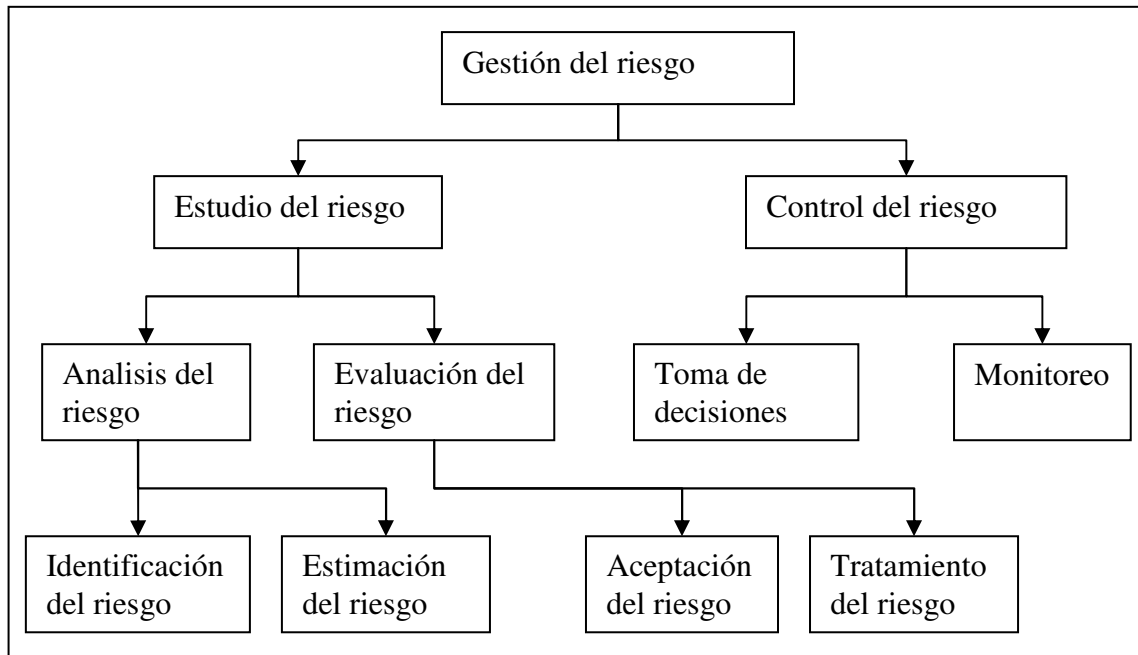 Gestión del riesgo
Estudio del riesgo
Control del riesgo
Analisis del
riesgo
Evaluación del
riesgo
Toma de
decisiones
Monitoreo
Identificación
del riesgo
Estimación
del riesgo
Aceptación
del riesgo
Tratamiento
del riesgo